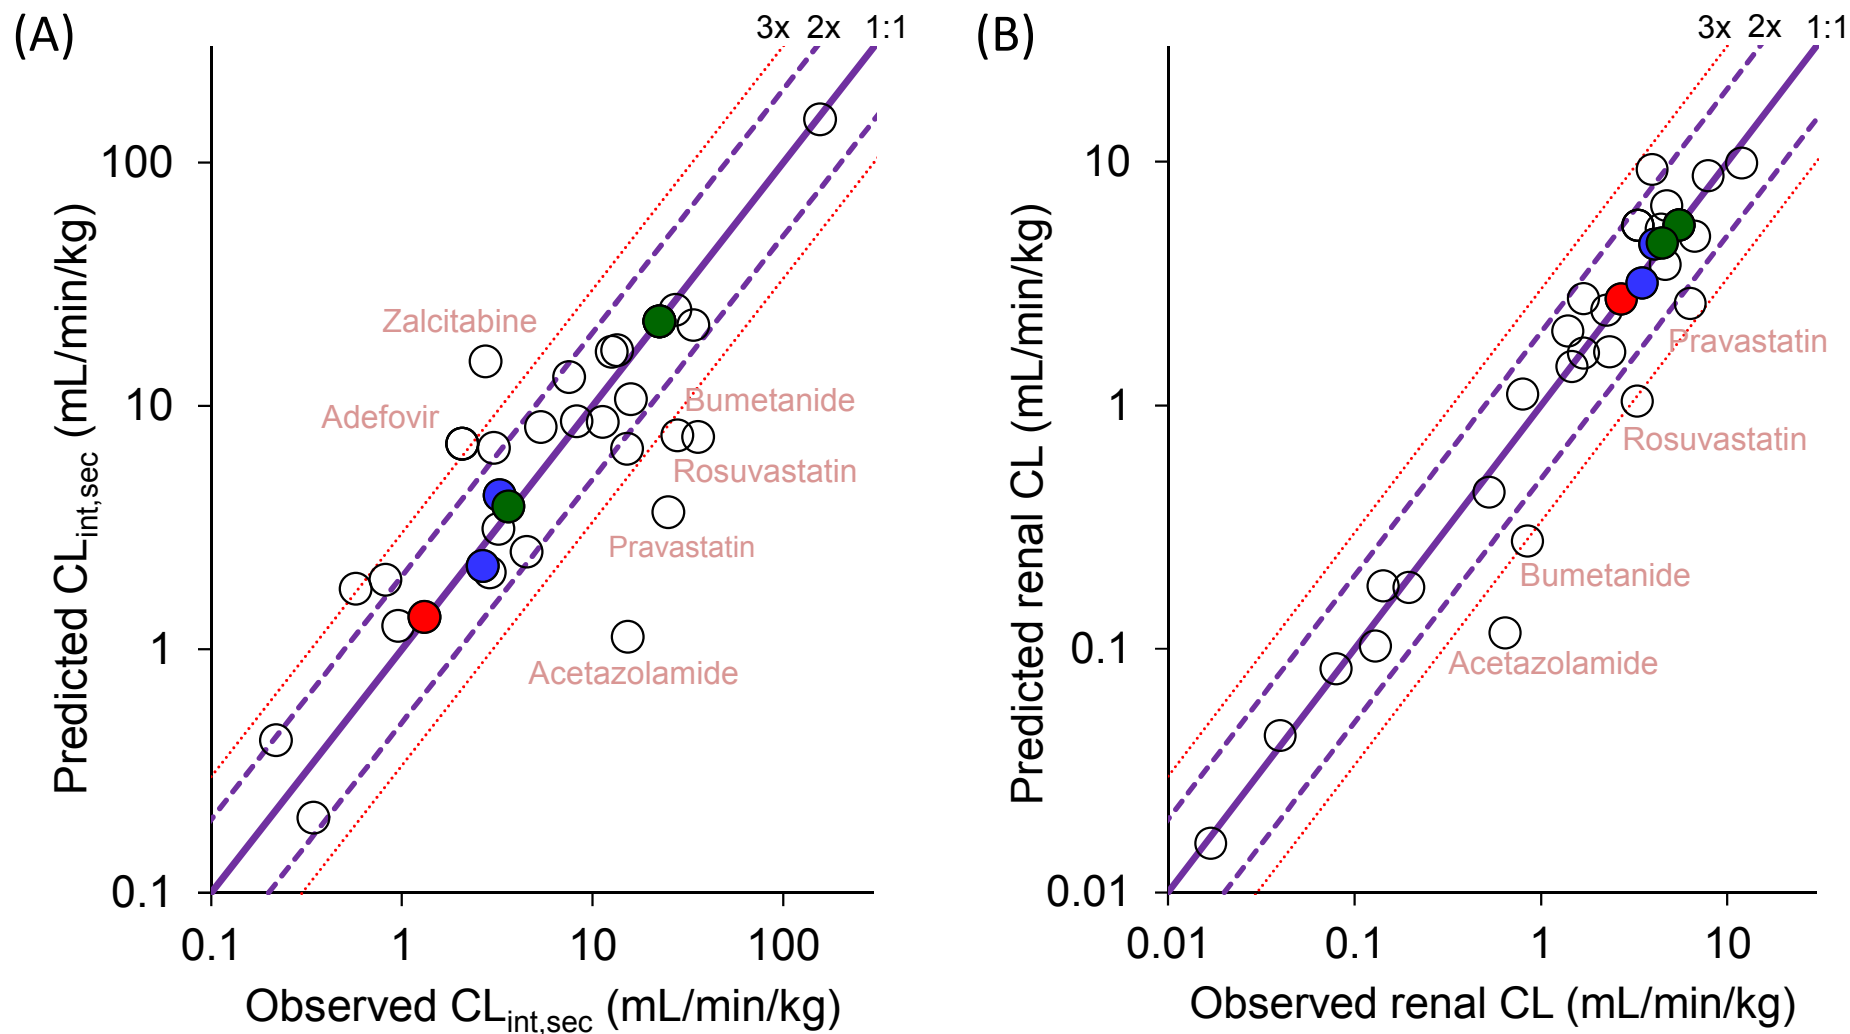 (A)
3x 2x 1:1
Predicted CLint,sec (mL/min/kg)
100
10
1
0.1
0.1 1 10 100
Observed CLint,sec (mL/min/kg)
Zalcitabine
Adefovir
Bumetanide
Rosuvastatin
Pravastatin
Acetazolamide
(B)
3x 2x 1:1
Predicted renal CL (mL/min/kg)
10
1
0.1
0.01
0.01 0.1 1 10
Observed renal CL (mL/min/kg)
Pravastatin
Rosuvastatin
Bumetanide
Acetazolamide